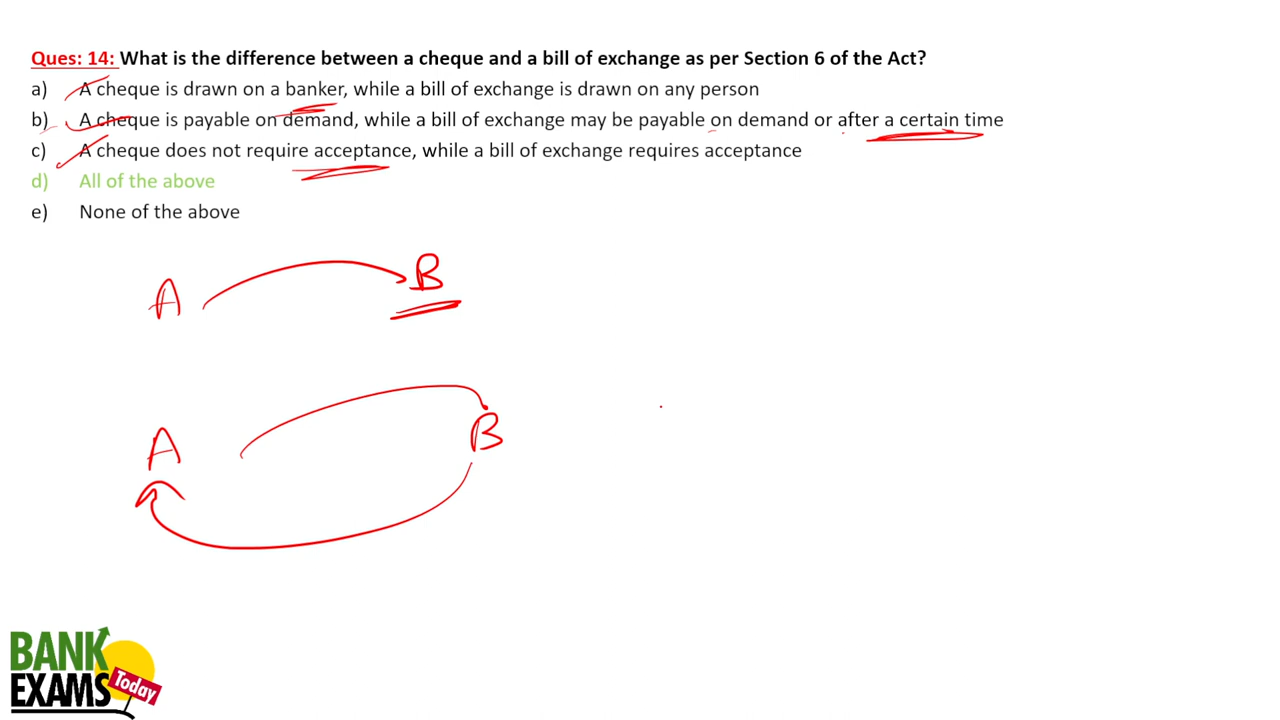 Ques: 14: What is the difference between a cheque and a bill of exchange as per Section 6 of the Act?
a) A cheque is drawn on a banker, while a bill of exchange is drawn on any person
b) A cheque is payable on demand, while a bill of exchange may be payable on demand or after a certain time
c) A cheque does not require acceptance, while a bill of exchange requires acceptance
d) All of the above
e) None of the above
A B
A B
BANK
EXAMS Today